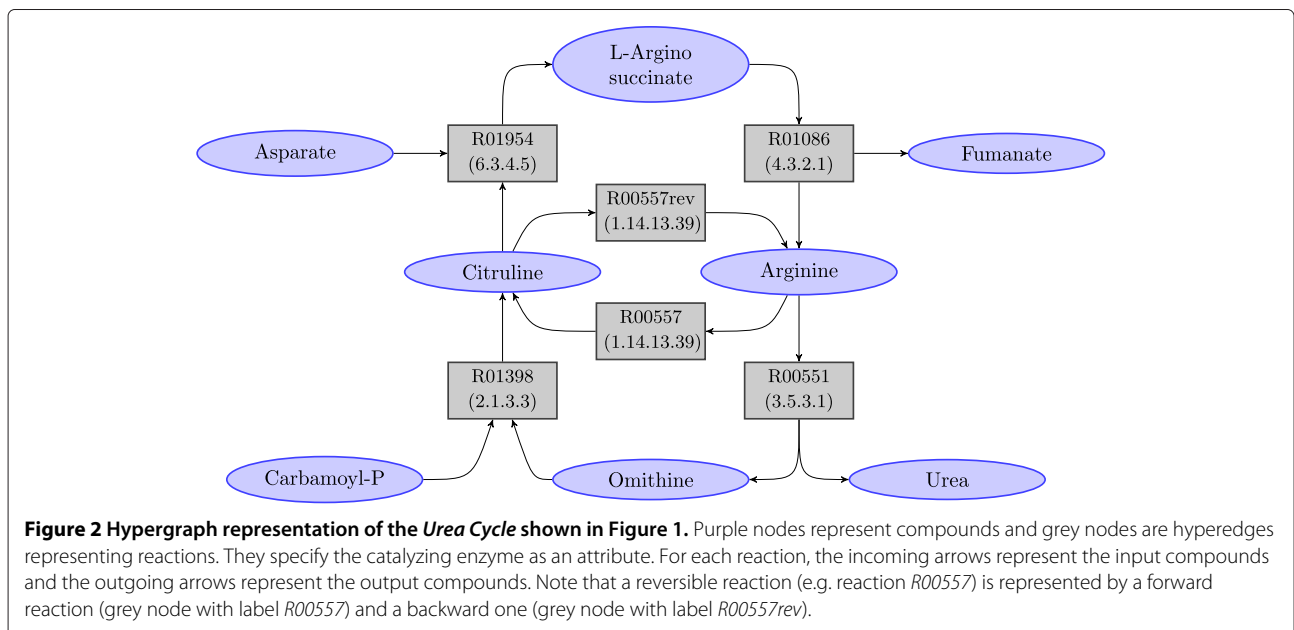 L-Argino
succinate
R01954
(6.3.4.5)
R01086
(4.3.2.1)
Asparate
Fumanate
R00557rev
(1.14.13.39)
Citruline
Arginine
R00557
(1.14.13.39)
R01398
(2.1.3.3)
R00551
(3.5.3.1)
Carbamoyl-P
Omithine
Urea
Figure 2 Hypergraph representation of the Urea Cycle shown in Figure 1. Purple nodes represent compounds and grey nodes are hyperedges
representing reactions. They specify the catalyzing enzyme as an attribute. For each reaction, the incoming arrows represent the input compounds
and the outgoing arrows represent the output compounds. Note that a reversible reaction (e.g. reaction R00557) is represented by a forward
reaction (grey node with label R00557) and a backward one (grey node with label R00557rev).